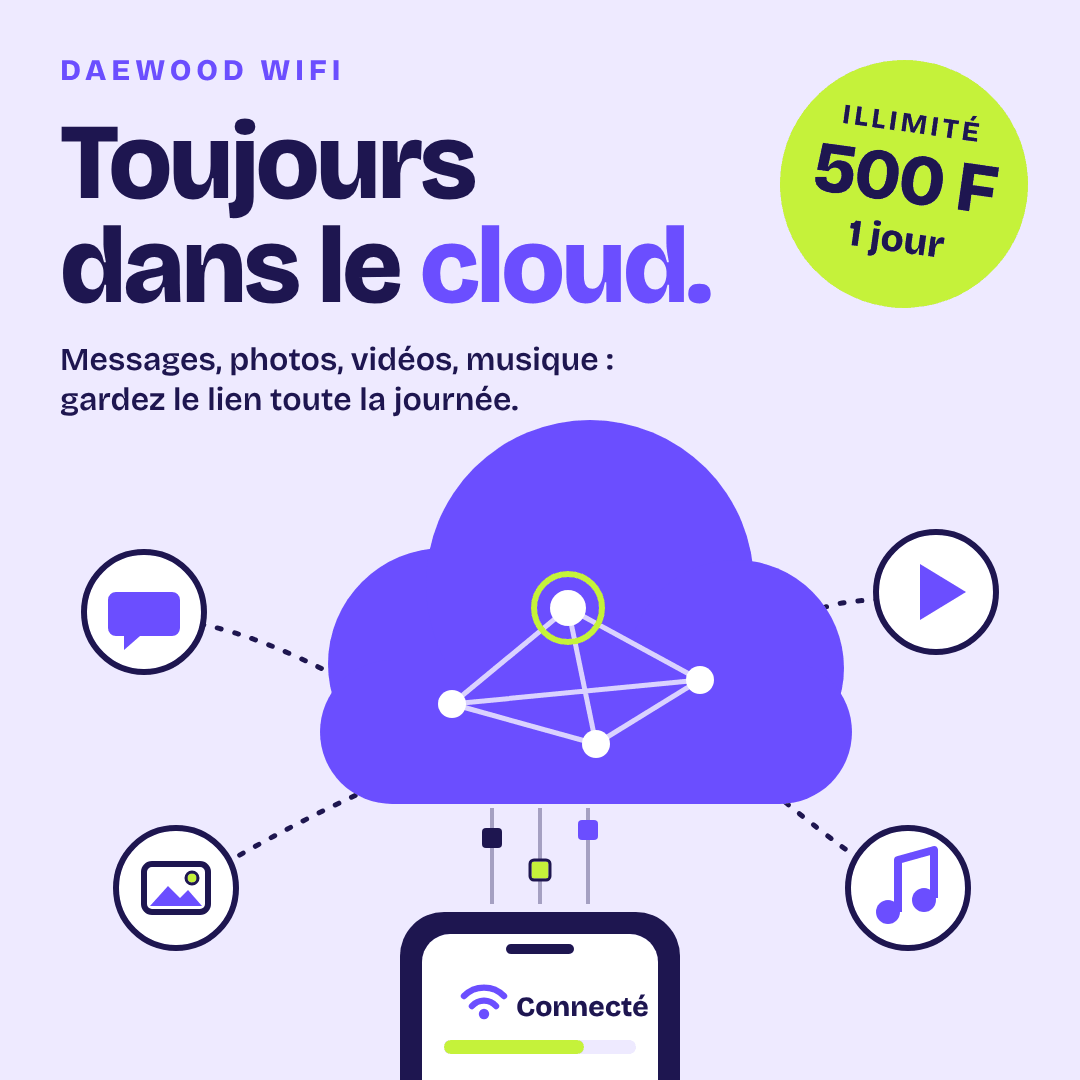 DAEWOOD WIFI
Toujours
dans le cloud.
Messages, photos, vidéos, musique :
gardez le lien toute la journée.
ILLIMITÉ
500 F
1 jour
Connecté